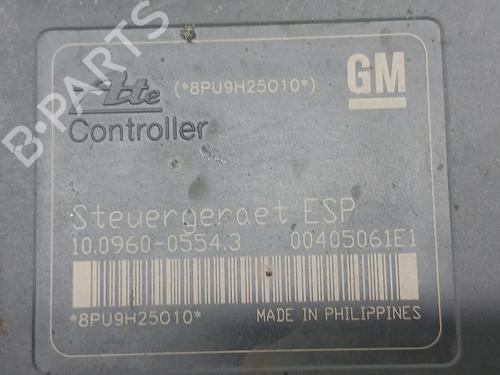 B-PARTS
Ate (*8PU9H25010*) GM
Controller
Steuergeraet ESP
10.0960-0554.3 00405061E1
*8PU9H25010* MADE IN PHILIPPINES